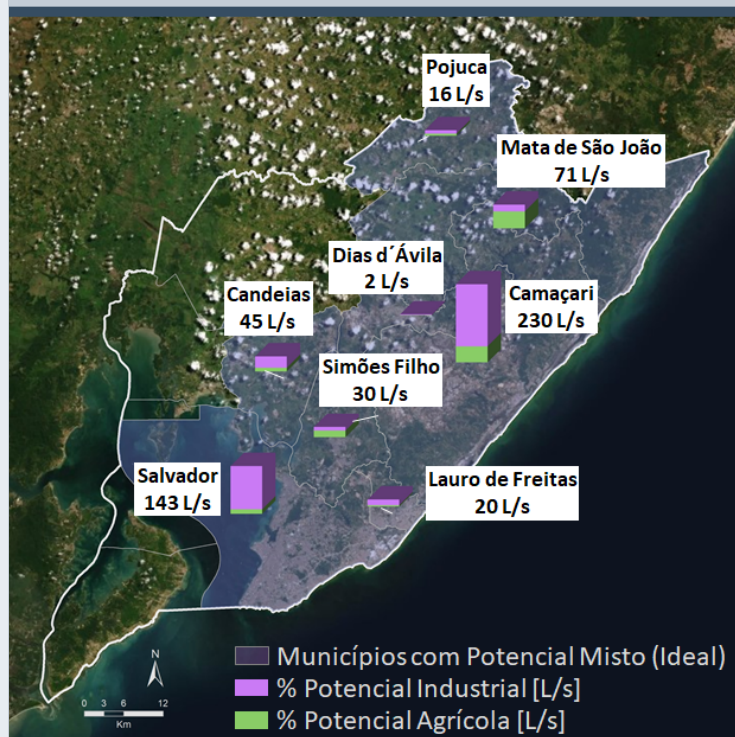 Pojuca
16 L/s
Mata de São João
71 L/s
Dias d´Ávila
2 L/s
Camaçari
230 L/s
Candeias
45 L/s
Simões Filho
30 L/s
Salvador
143 L/s
Lauro de Freitas
20 L/s
N
0 3 6 12
Km
Municípios com Potencial Misto (Ideal)
% Potencial Industrial [L/s]
% Potencial Agrícola [L/s]